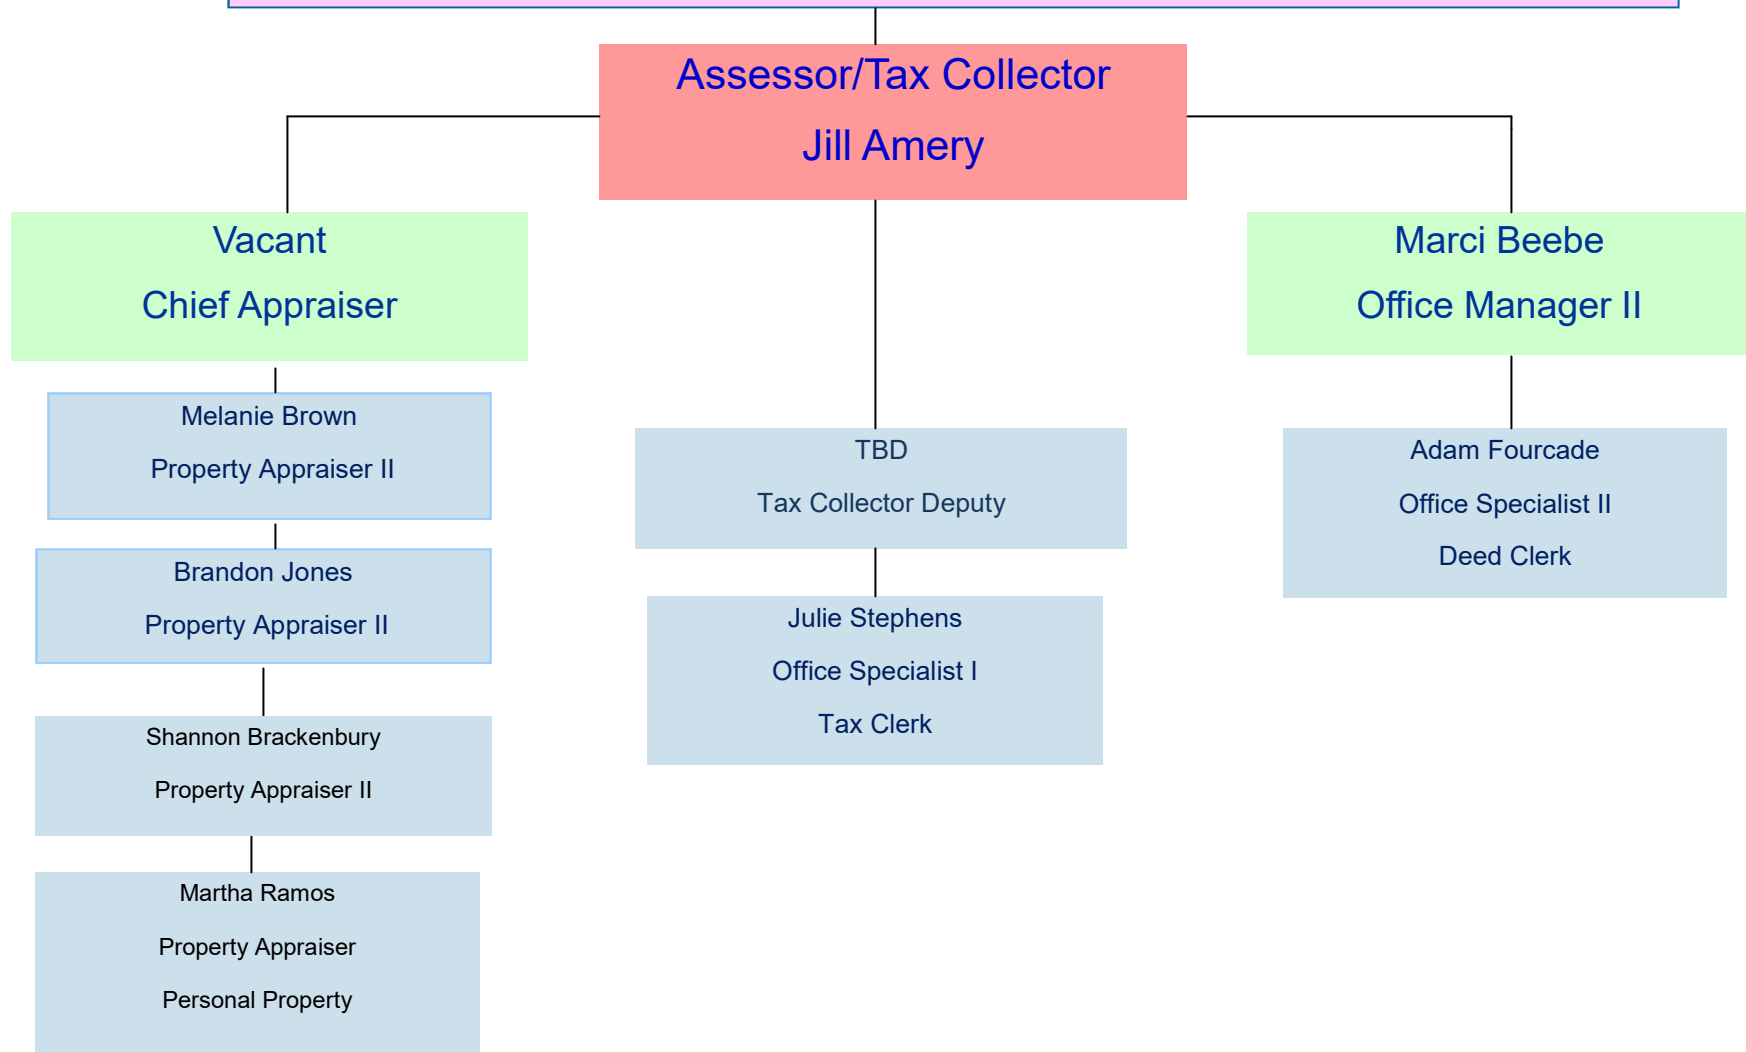 Assessor/Tax Collector
Jill Amery
Vacant
Chief Appraiser
Marci Beebe
Office Manager II
Melanie Brown
Property Appraiser II
Brandon Jones
Property Appraiser II
Shannon Brackenbury
Property Appraiser II
Martha Ramos
Property Appraiser
Personal Property
TBD
Tax Collector Deputy
Julie Stephens
Office Specialist I
Tax Clerk
Adam Fourcade
Office Specialist II
Deed Clerk